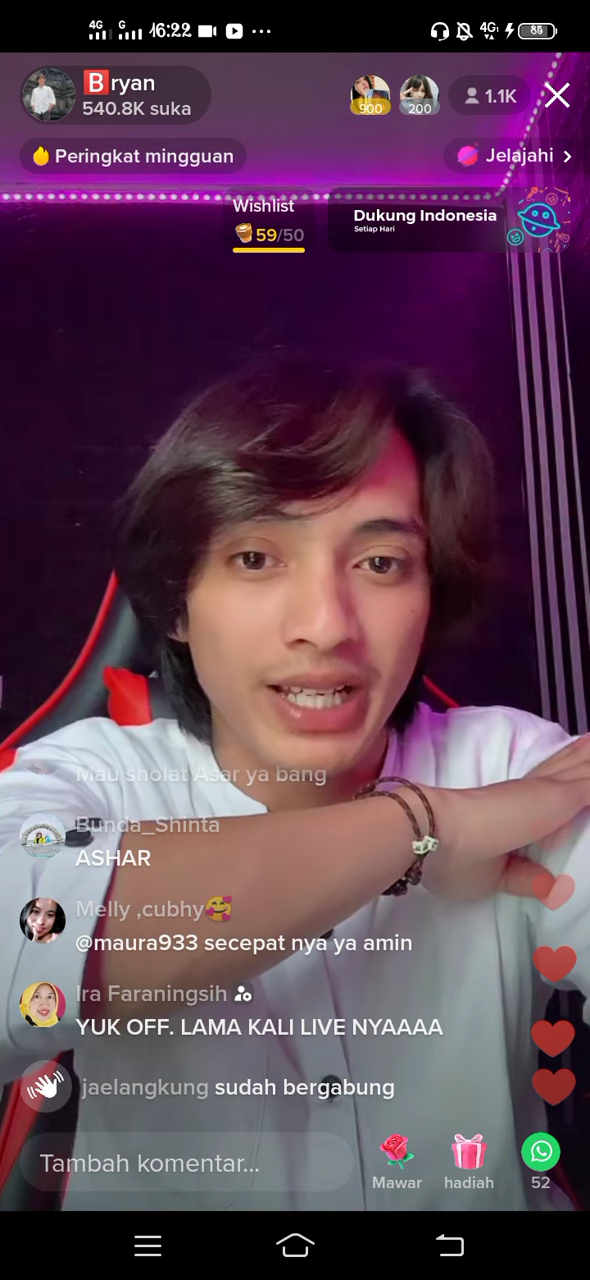 4G G 16:22 4G 85
Bryan
540.8K suka
900
200
1.1K
Peringkat mingguan
Jelajahi
Wishlist
59/50
Dukung Indonesia
Setiap Hari
Mau sholat Asar ya bang
Bunda_Shinta
ASHAR
Melly ,cubhy🥰
@maura933 secepat nya ya amin
Ira Faraningsih
YUK OFF. LAMA KALI LIVE NYAAAA
jaelangkung sudah bergabung
Tambah komentar...
Mawar
hadiah
52